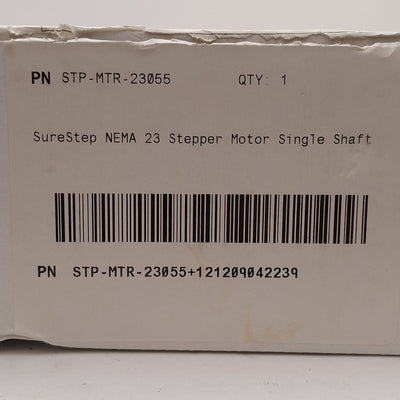 PN STP-MTR-23055 QTY: 1
SureStep NEMA 23 Stepper Motor Single Shaft
PN STP-MTR-23055+121209042239